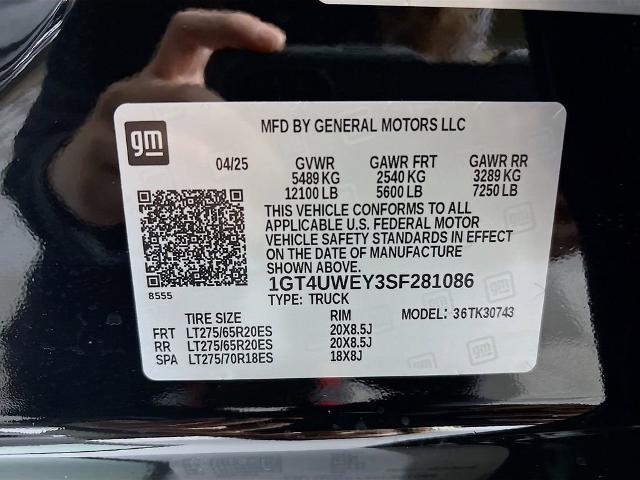 gm
MFD BY GENERAL MOTORS LLC
04/25 GVWR GAWR FRT GAWR RR
5489 KG 2540 KG 3289 KG
12100 LB 5600 LB 7250 LB
THIS VEHICLE CONFORMS TO ALL
APPLICABLE U.S. FEDERAL MOTOR
VEHICLE SAFETY STANDARDS IN EFFECT
ON THE DATE OF MANUFACTURE
SHOWN ABOVE.
8555
1GT4UWEY3SF281086
TYPE: TRUCK
TIRE SIZE RIM MODEL: 36TK30743
FRT LT275/65R20ES 20X8.5J
RR LT275/65R20ES 20X8.5J
SPA LT275/70R18ES 18X8J